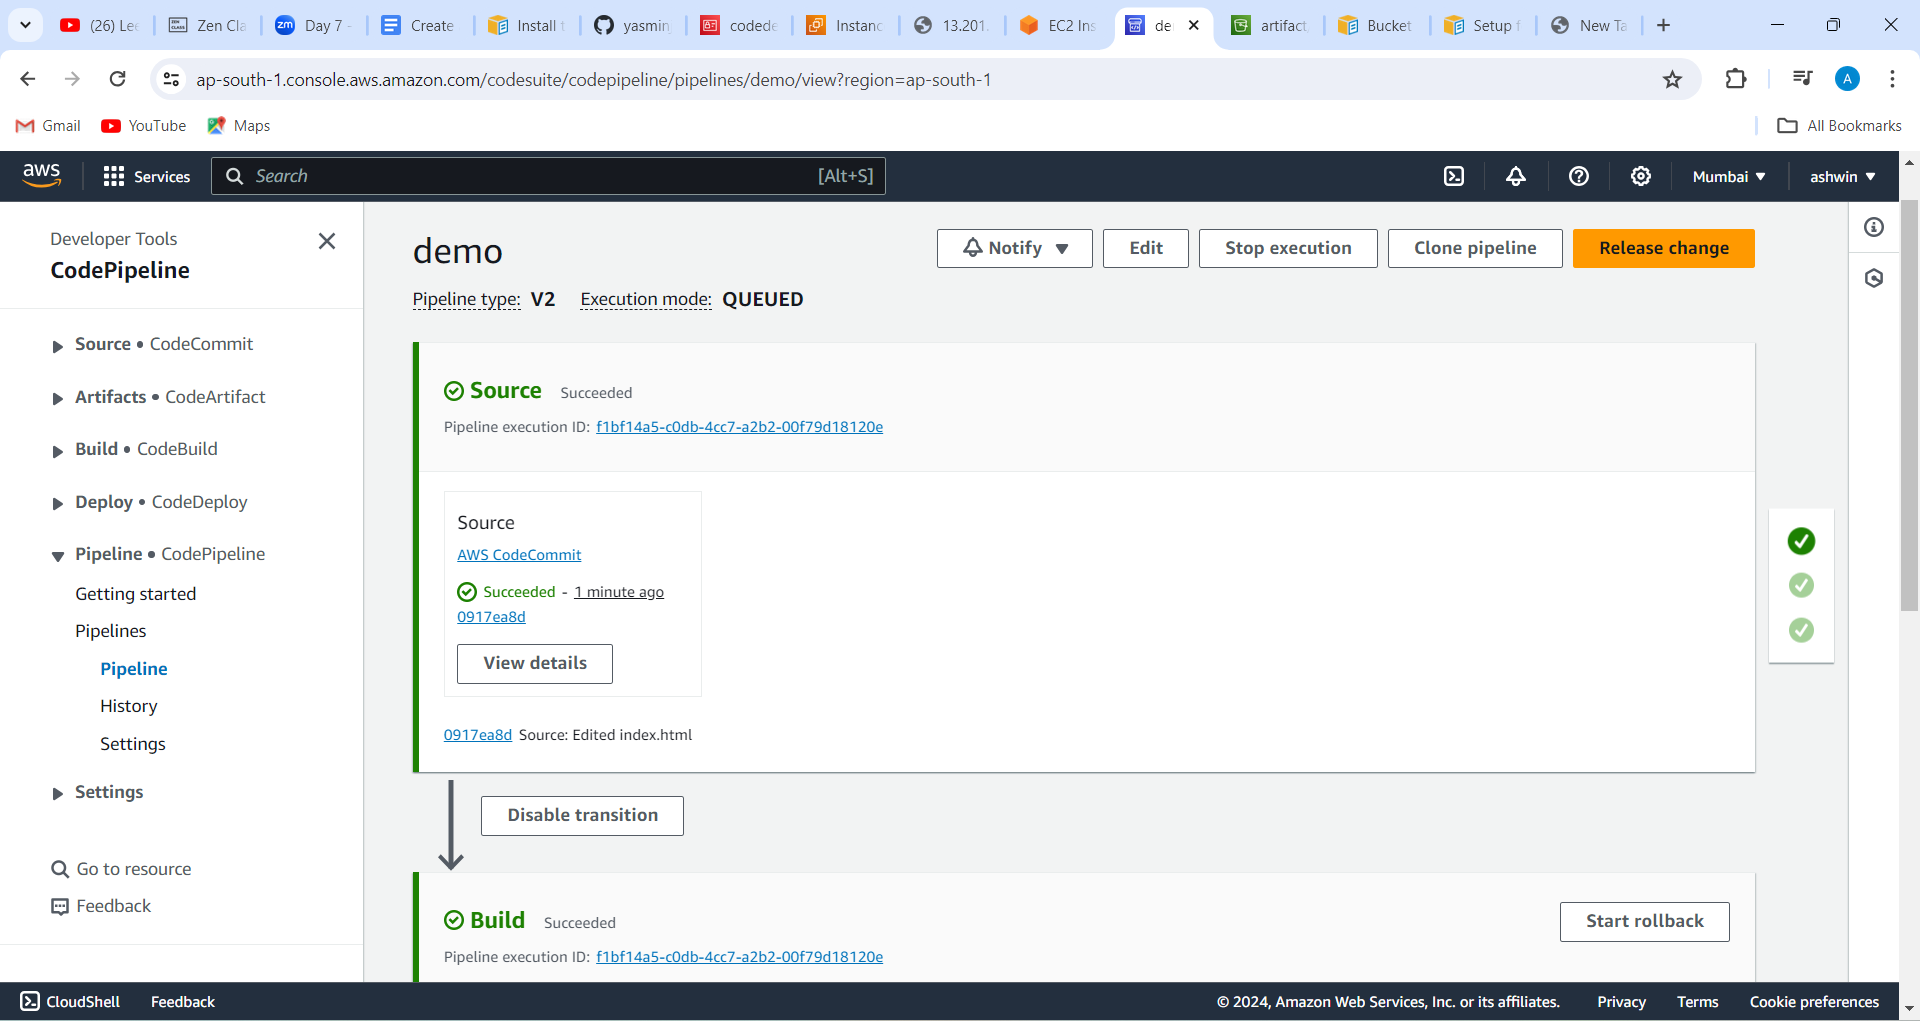 (26) Le
Zen Cla
zm
Day 7 -
Create
Install t
yasmin
codede
Instanc
13.201.
EC2 Ins
de
artifact
Bucket
Setup f
New Ta
ap-south-1.console.aws.amazon.com/codesuite/codepipeline/pipelines/demo/view?region=ap-south-1
A
Gmail
YouTube
Maps
All Bookmarks
aws
Services
Search
[Alt+S]
Mumbai
ashwin
Developer Tools
CodePipeline
Source • CodeCommit
Artifacts • CodeArtifact
Build • CodeBuild
Deploy • CodeDeploy
Pipeline • CodePipeline
Getting started
Pipelines
Pipeline
History
Settings
Settings
Go to resource
Feedback
demo
Notify
Edit
Stop execution
Clone pipeline
Release change
Pipeline type: V2
Execution mode: QUEUED
Source Succeeded
Pipeline execution ID: f1bf14a5-c0db-4cc7-a2b2-00f79d18120e
Source
AWS CodeCommit
Succeeded - 1 minute ago
0917ea8d
View details
0917ea8d Source: Edited index.html
Disable transition
Build Succeeded
Start rollback
Pipeline execution ID: f1bf14a5-c0db-4cc7-a2b2-00f79d18120e
CloudShell
Feedback
© 2024, Amazon Web Services, Inc. or its affiliates.
Privacy
Terms
Cookie preferences